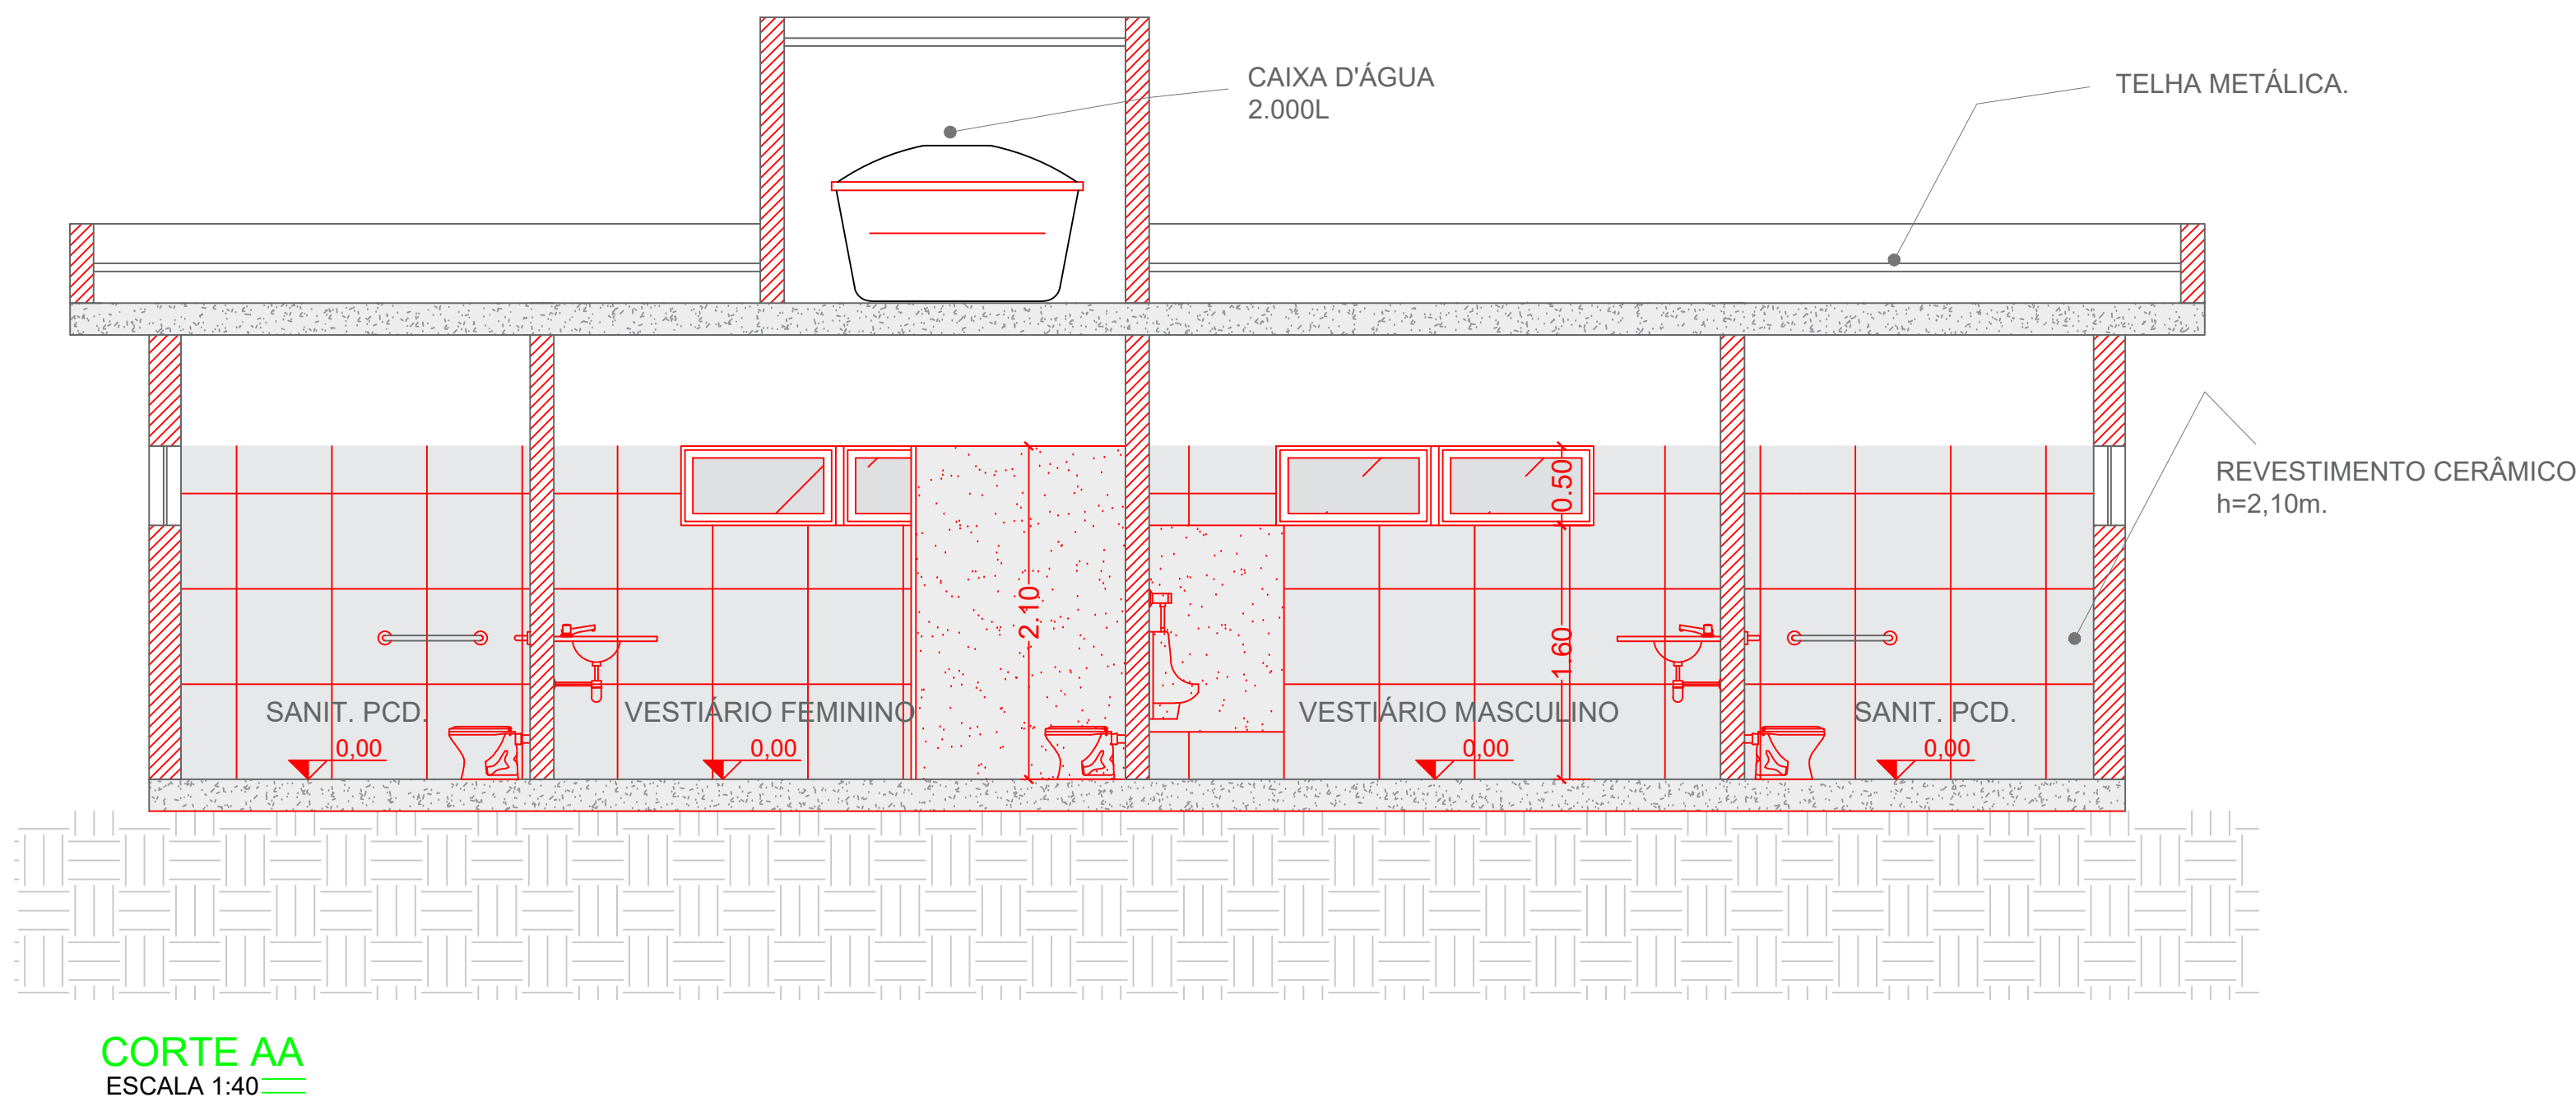 CAIXA D'ÁGUA
2.000L
TELHA METÁLICA.
REVESTIMENTO CERÂMICO
h=2,10m.
0.50
2.10
1.60
SANIT. PCD.
0,00
VESTIÁRIO FEMININO
0,00
VESTIÁRIO MASCULINO
0,00
SANIT. PCD.
0,00
CORTE AA
ESCALA 1:40